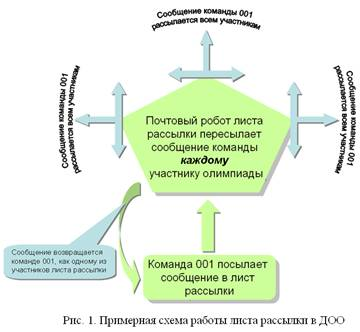 Сообщение команды 001
рассылается всем участникам
Сообщение команды 001
рассылается всем участникам
Сообщение команды 001
рассылается всем участникам
Почтовый робот листа
рассылки пересылает
сообщение команды
каждому
участнику олимпиады
Сообщение возвращается
команде 001, как одному из
участников листа рассылки
Команда 001 посылает
сообщение в лист
рассылки
Рис. 1. Примерная схема работы листа рассылки в ДОО